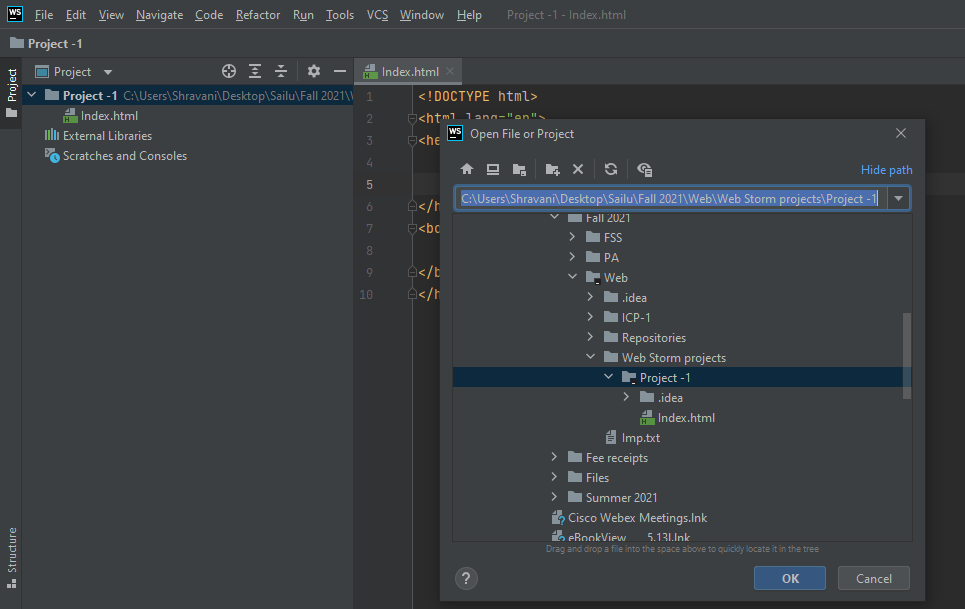 WS File Edit View Navigate Code Refactor Run Tools VCS Window Help Project -1 - Index.html
Project -1
Project
Project
Index.html
Project -1 C:\Users\Shravani\Desktop\Sailu\Fall 2021\
Index.html
External Libraries
Scratches and Consoles
Structure
1 <!DOCTYPE html>
2 <html lang="en">
3 <he
4
5
6 </h
7 <bo
8
9 </b
10 </h
WS Open File or Project
Hide path
C:\Users\Shravani\Desktop\Sailu\Fall 2021\Web\Web Storm projects\Project -1
Fall 2021
FSS
PA
Web
.idea
ICP-1
Repositories
Web Storm projects
Project -1
.idea
Index.html
Imp.txt
Fee receipts
Files
Summer 2021
Cisco Webex Meetings.lnk
eBookView 5.13l.lnk
Drag and drop a file into the space above to quickly locate it in the tree
? OK Cancel